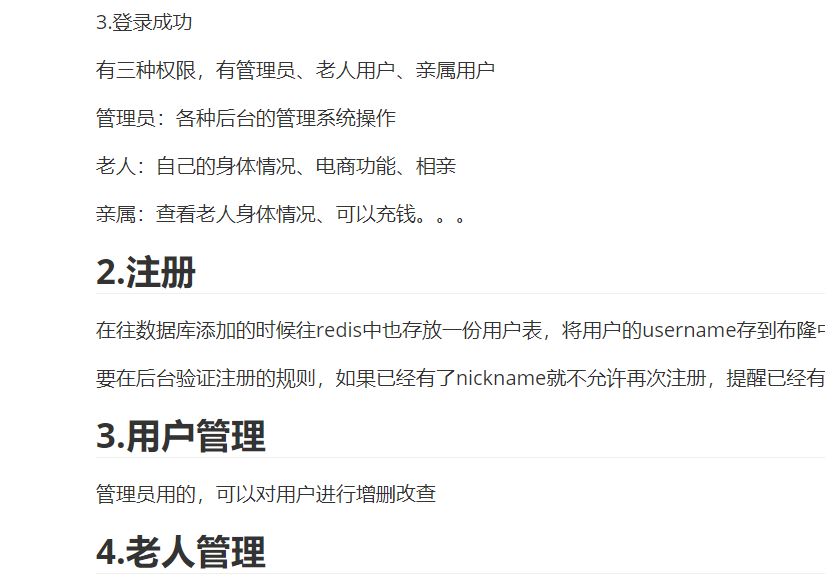 3.登录成功
有三种权限，有管理员、老人用户、亲属用户
管理员：各种后台的管理系统操作
老人：自己的身体情况、电商功能、相亲
亲属：查看老人身体情况、可以充钱。。。
2.注册
在往数据库添加的时候往redis中也存放一份用户表，将用户的username存到布隆
要在后台验证注册的规则，如果已经有了nickname就不允许再次注册，提醒已经有
3.用户管理
管理员用的，可以对用户进行增删改查
4.老人管理